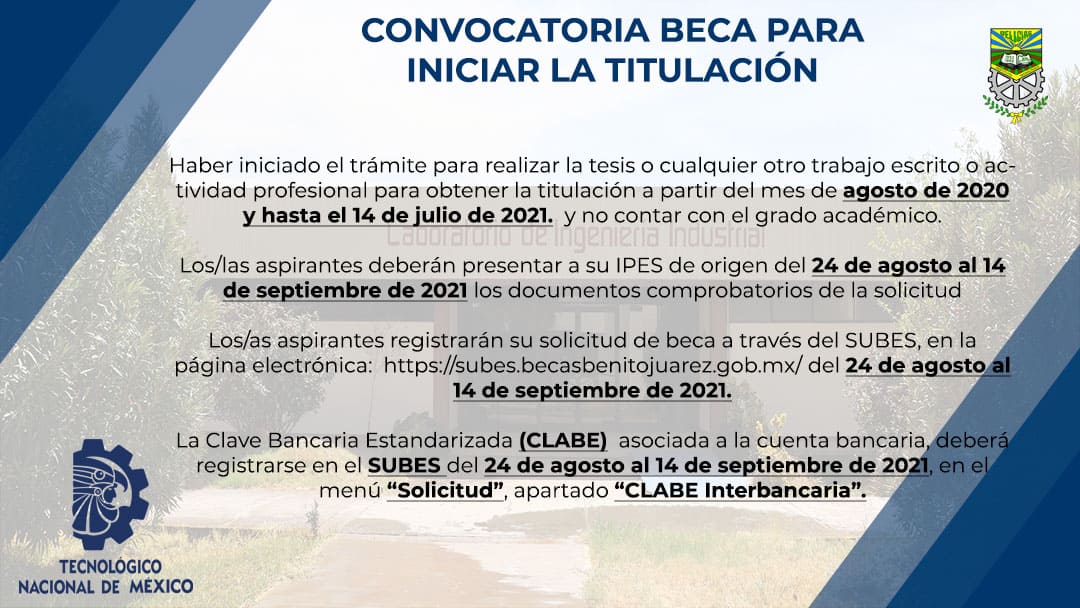 CONVOCATORIA BECA PARA
INICIAR LA TITULACIÓN
DELICIAS
Haber iniciado el trámite para realizar la tesis o cualquier otro trabajo escrito o ac-
tividad profesional para obtener la titulación a partir del mes de agosto de 2020
y hasta el 14 de julio de 2021. y no contar con el grado académico.
Laboratorio de Ingeniería Industrial
Los/las aspirantes deberán presentar a su IPES de origen del 24 de agosto al 14
de septiembre de 2021 los documentos comprobatorios de la solicitud
Los/as aspirantes registrarán su solicitud de beca a través del SUBES, en la
página electrónica: https://subes.becasbenitojuarez.gob.mx/ del 24 de agosto al
14 de septiembre de 2021.
La Clave Bancaria Estandarizada (CLABE) asociada a la cuenta bancaria, deberá
registrarse en el SUBES del 24 de agosto al 14 de septiembre de 2021, en el
menú “Solicitud”, apartado “CLABE Interbancaria”.
TECNOLÓGICO
NACIONAL DE MÉXICO